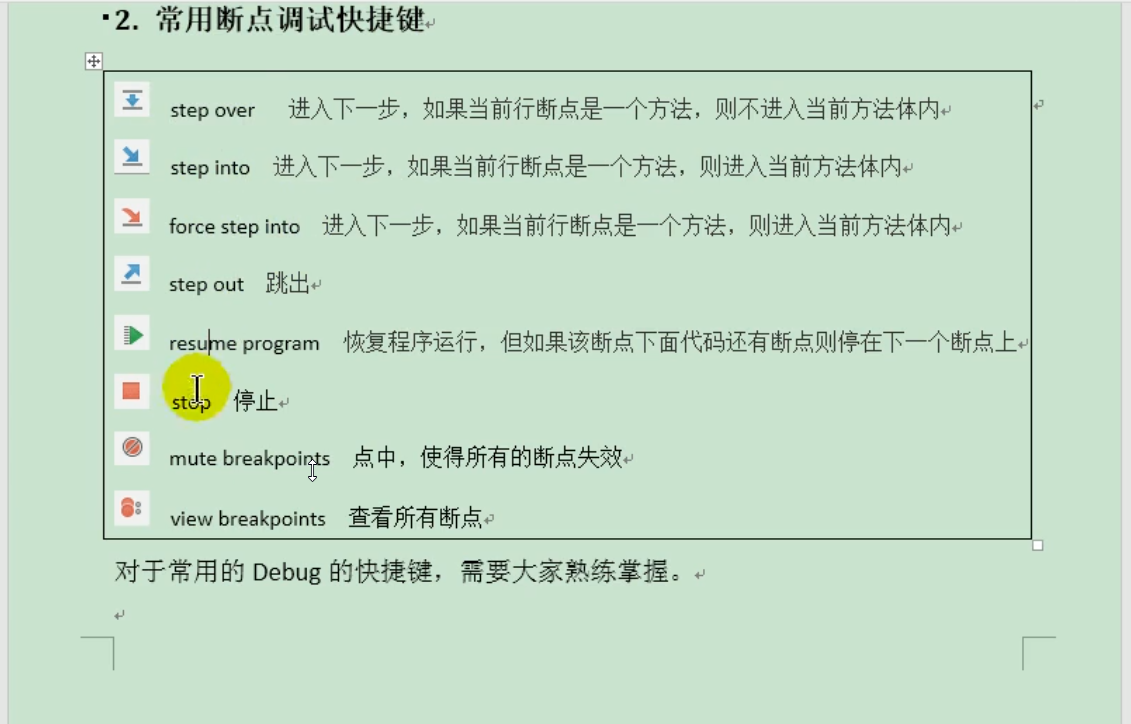 2. 常用断点调试快捷键
step over 进入下一步，如果当前行断点是一个方法，则不进入当前方法体内
step into 进入下一步，如果当前行断点是一个方法，则进入当前方法体内
force step into 进入下一步，如果当前行断点是一个方法，则进入当前方法体内
step out 跳出
resume program 恢复程序运行，但如果该断点下面代码还有断点则停在下一个断点上
stop 停止
mute breakpoints 点中，使得所有的断点失效
view breakpoints 查看所有断点
对于常用的 Debug 的快捷键，需要大家熟练掌握。